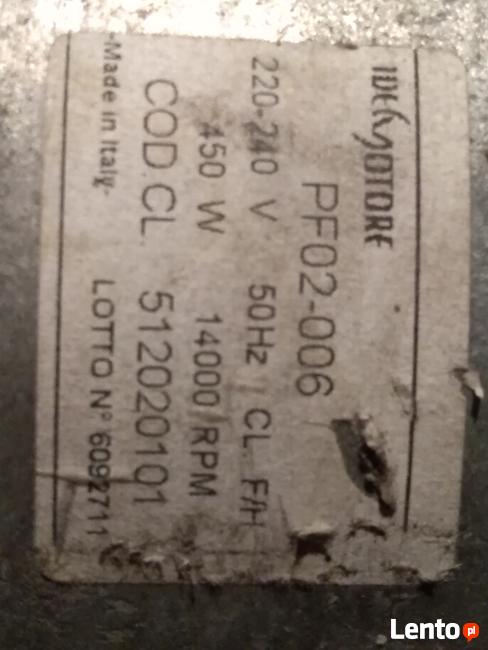 IDEAMOTORE
PF02-006
220-240 V 50Hz CL. F/H
450 W 14000 RPM
COD.CL. 512020101
-Made in Italy- LOTTO N° 6092711
Lento pl